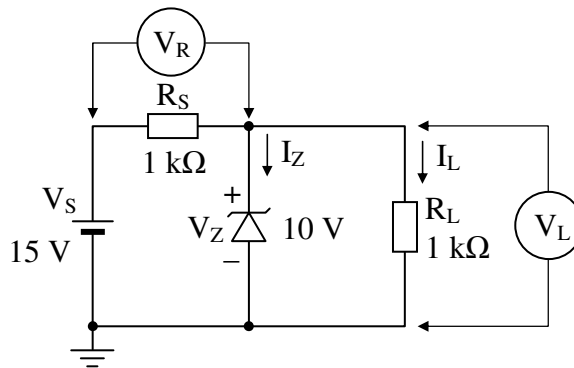 V_R
R_S
1 kΩ
I_Z
I_L
V_S
15 V
+
V_Z
10 V
–
R_L
1 kΩ
V_L